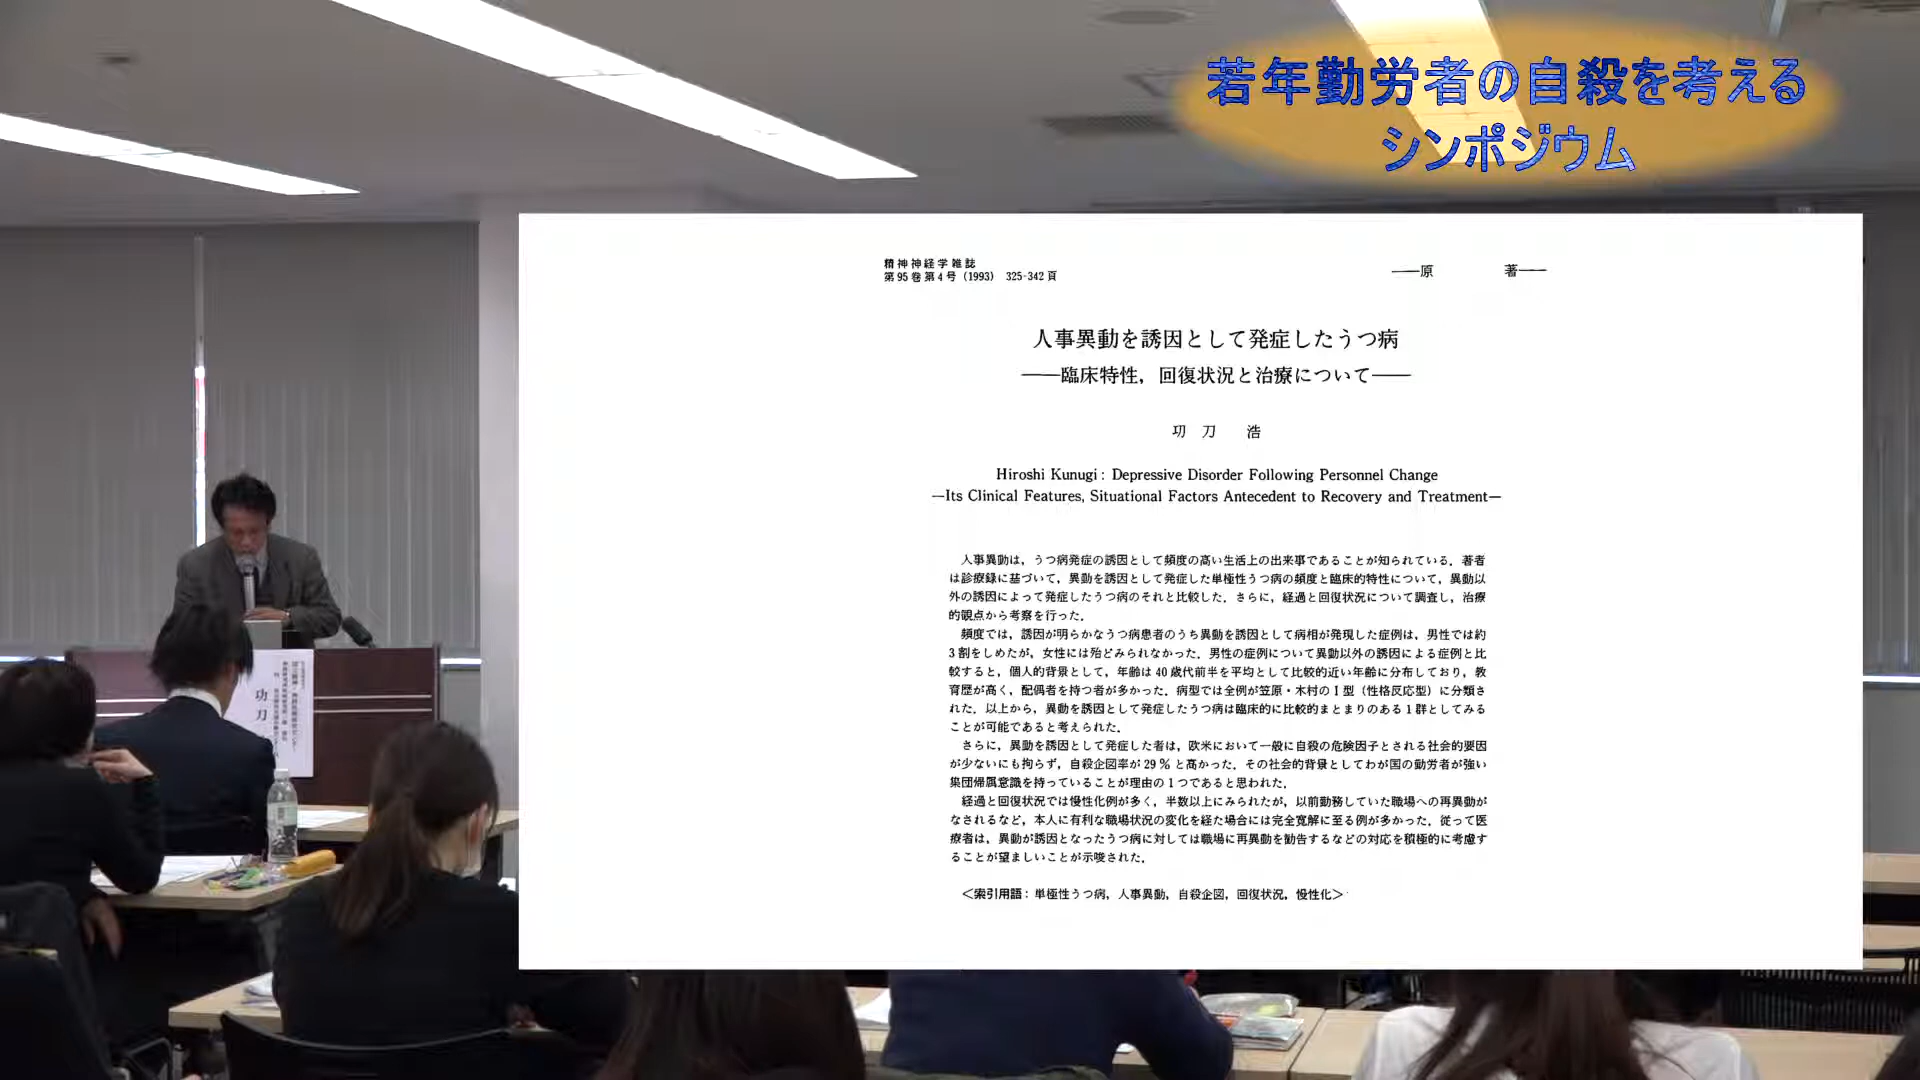 若年勤労者の自殺を考える
シンポジウム
精神神経学雑誌
第95巻第4号（1993） 325-342頁
――原 著――
人事異動を誘因として発症したうつ病
――臨床特性，回復状況と治療について――
功 刀 浩
Hiroshi Kunugi : Depressive Disorder Following Personnel Change
—Its Clinical Features, Situational Factors Antecedent to Recovery and Treatment—
人事異動は，うつ病発症の誘因として頻度の高い生活上の出来事であることが知られている．著者
は診療録に基づいて，異動を誘因として発症した単極性うつ病の頻度と臨床的特性について，異動以
外の誘因によって発症したうつ病のそれと比較した．さらに，経過と回復状況について調査し，治療
的観点から考察を行った．
頻度では，誘因が明らかなうつ病患者のうち異動を誘因として病相が発現した症例は，男性では約
3割をしめたが，女性には殆どみられなかった．男性の症例について異動以外の誘因による症例と比
較すると，個人的背景として，年齢は40歳代前半を平均として比較的近い年齢に分布しており，教
育歴が高く，配偶者を持つ者が多かった．病型では全例が笠原・木村のⅠ型（性格反応型）に分類さ
れた．以上から，異動を誘因として発症したうつ病は臨床的に比較的まとまりのある1群としてみる
ことが可能であると考えられた．
さらに，異動を誘因として発症した者は，欧米において一般に自殺の危険因子とされる社会的要因
が少ないにも拘らず，自殺企図率が29％と高かった．その社会的背景としてわが国の勤労者が強い
集団帰属意識を持っていることが理由の1つであると思われた．
経過と回復状況では慢性化例が多く，半数以上にみられたが，以前勤務していた職場への再異動が
なされるなど，本人に有利な職場状況の変化を経た場合には完全寛解に至る例が多かった．従って医
療者は，異動が誘因となったうつ病に対しては職場に再異動を勧告するなどの対応を積極的に考慮す
ることが望ましいことが示唆された．
＜索引用語：単極性うつ病，人事異動，自殺企図，回復状況，慢性化＞
功 刀